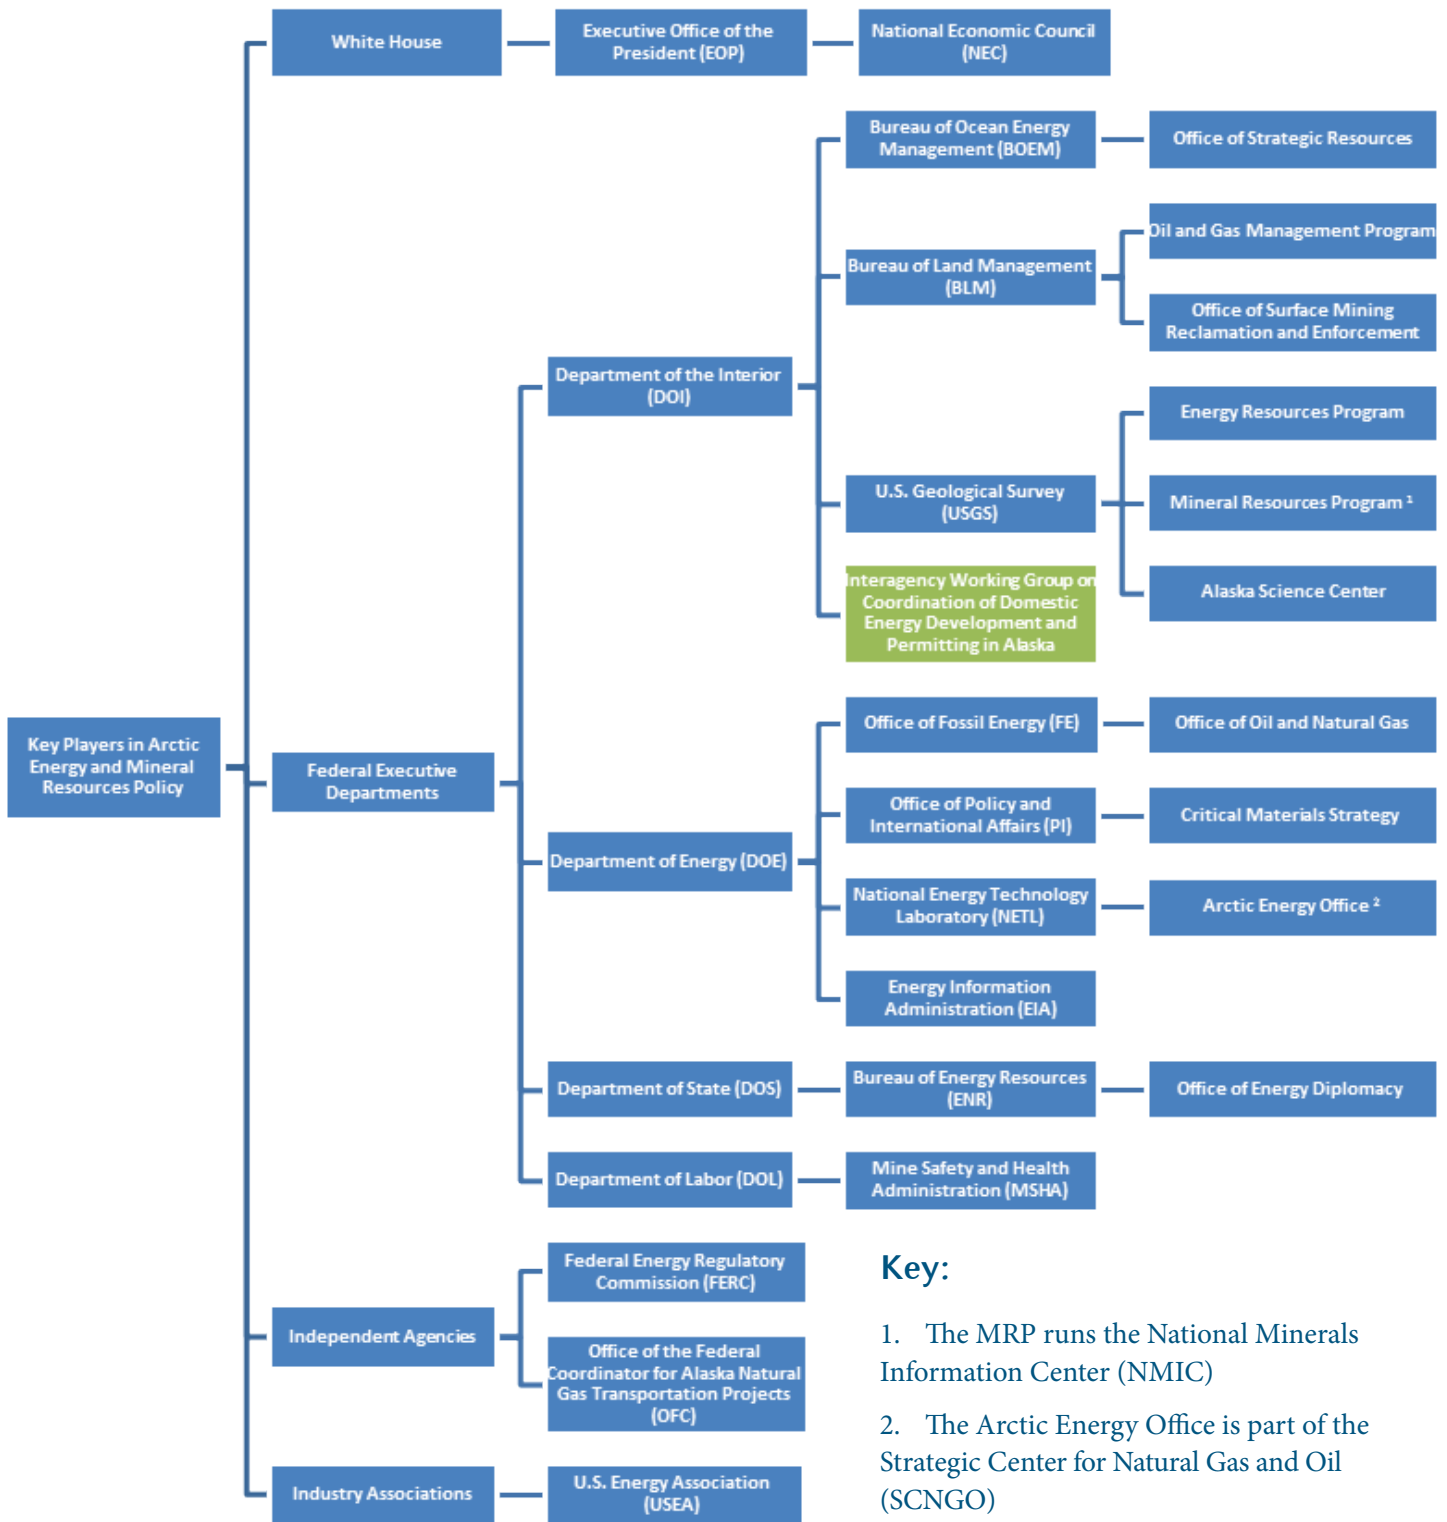 White House
Executive Office of the
President (EOP)
National Economic Council
(NEC)
Bureau of Ocean Energy
Management (BOEM)
Office of Strategic Resources
Oil and Gas Management Program
Bureau of Land Management
(BLM)
Office of Surface Mining
Reclamation and Enforcement
Department of the Interior
(DOI)
Energy Resources Program
U.S. Geological Survey
(USGS)
Mineral Resources Program ¹
Interagency Working Group on
Coordination of Domestic
Energy Development and
Permitting in Alaska
Alaska Science Center
Key Players in Arctic
Energy and Mineral
Resources Policy
Federal Executive
Departments
Office of Fossil Energy (FE)
Office of Oil and Natural Gas
Office of Policy and
International Affairs (PI)
Critical Materials Strategy
Department of Energy (DOE)
National Energy Technology
Laboratory (NETL)
Arctic Energy Office ²
Energy Information
Administration (EIA)
Department of State (DOS)
Bureau of Energy Resources
(ENR)
Office of Energy Diplomacy
Department of Labor (DOL)
Mine Safety and Health
Administration (MSHA)
Independent Agencies
Federal Energy Regulatory
Commission (FERC)
Office of the Federal
Coordinator for Alaska Natural
Gas Transportation Projects
(OFC)
Industry Associations
U.S. Energy Association
(USEA)
Key:
1. The MRP runs the National Minerals
Information Center (NMIC)
2. The Arctic Energy Office is part of the
Strategic Center for Natural Gas and Oil
(SCNGO)